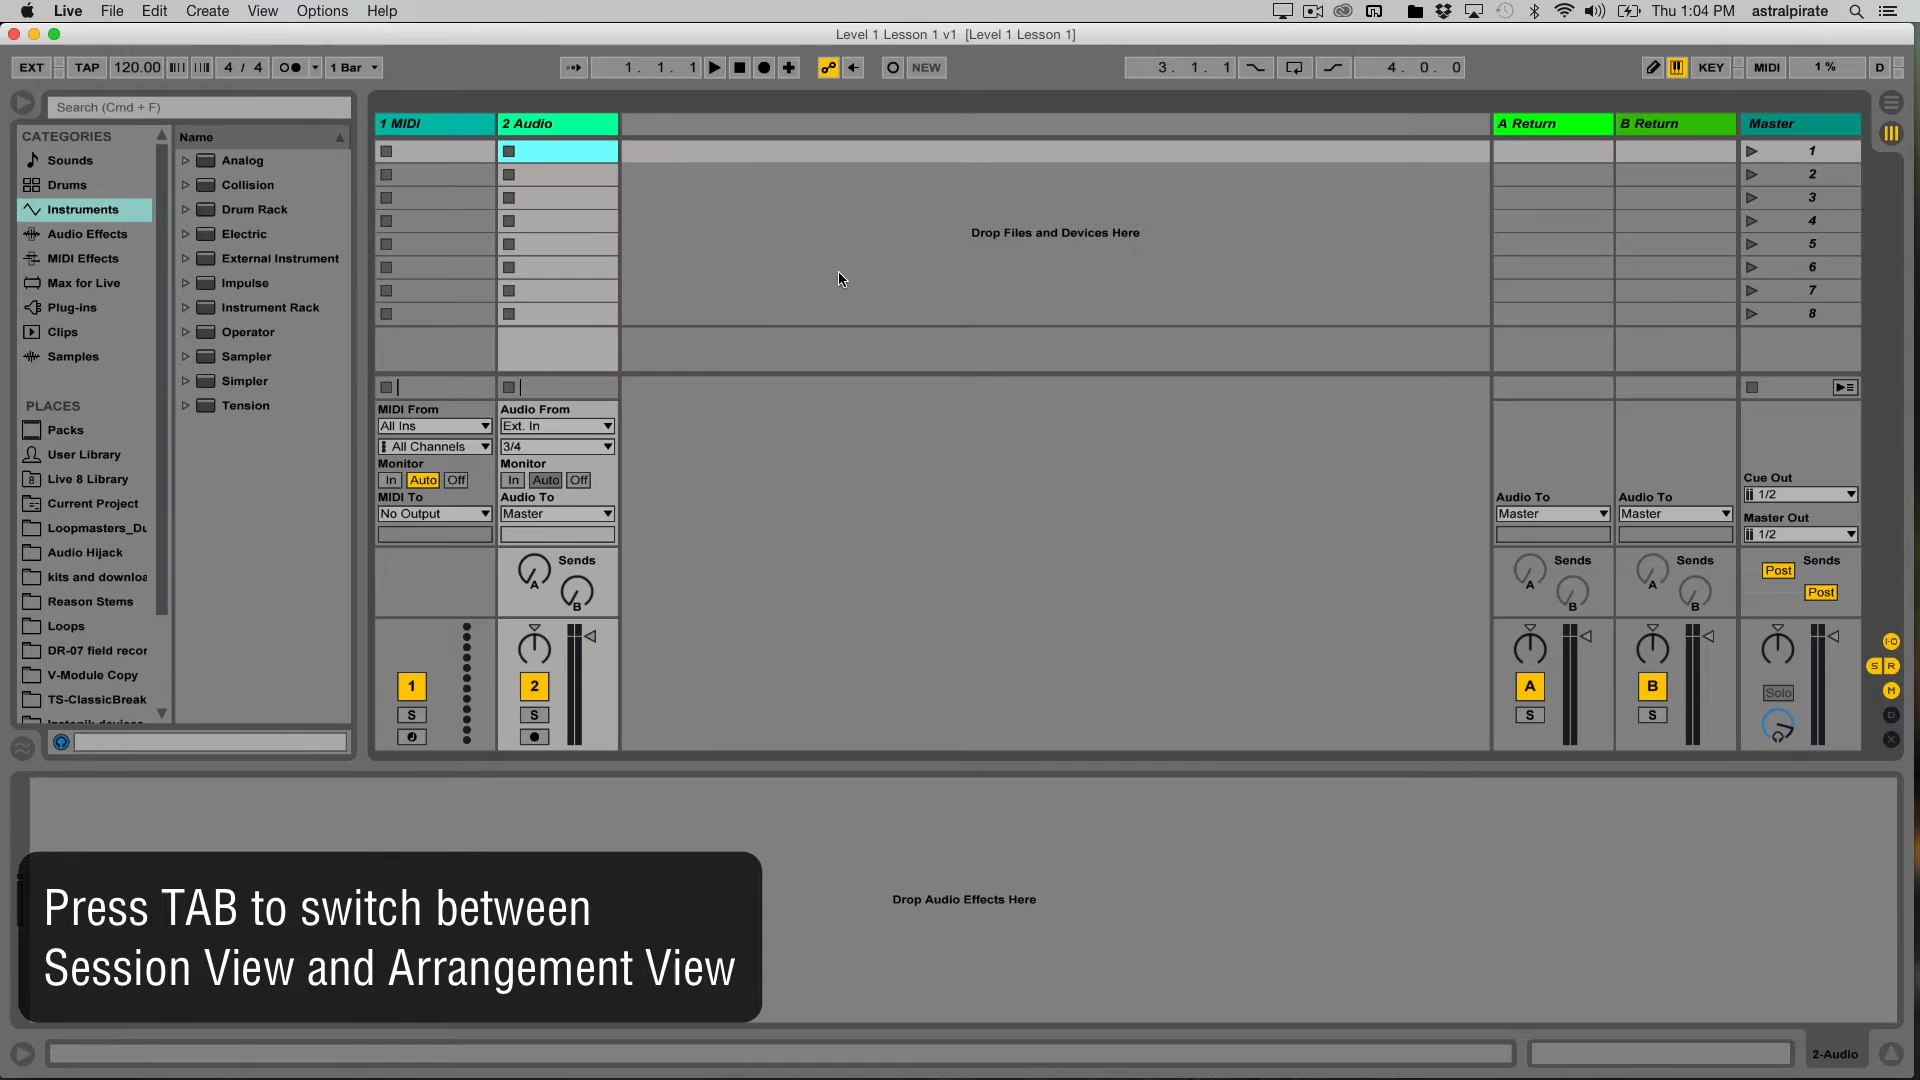 Live File Edit Create View Options Help Thu 1:04 PM astralpirate
Level 1 Lesson 1 v1 [Level 1 Lesson 1]
EXT TAP 120.00 4 / 4 1 Bar 1. 1. 1 NEW 3. 1. 1 4. 0. 0 KEY MIDI 1 % D
Search (Cmd + F)
CATEGORIES
Sounds
Drums
Instruments
Audio Effects
MIDI Effects
Max for Live
Plug-ins
Clips
Samples
PLACES
Packs
User Library
Live 8 Library
Current Project
Loopmasters_Du
Audio Hijack
kits and downloa
Reason Stems
Loops
DR-07 field recor
V-Module Copy
TS-ClassicBreak
Name
Analog
Collision
Drum Rack
Electric
External Instrument
Impulse
Instrument Rack
Operator
Sampler
Simpler
Tension
1 MIDI 2 Audio A Return B Return Master
1
2
3
4
5
6
7
8
Drop Files and Devices Here
MIDI From
All Ins
All Channels
Monitor
In Auto Off
MIDI To
No Output
1
S
Audio From
Ext. In
3/4
Monitor
In Auto Off
Audio To
Master
Sends
A
B
2
S
Audio To
Master
Sends
A
B
A
S
Audio To
Master
Sends
A
B
B
S
Cue Out
1/2
Master Out
1/2
Sends
Post
Post
Solo
I-O
S R
M
D
X
Drop Audio Effects Here
Press TAB to switch between
Session View and Arrangement View
2-Audio